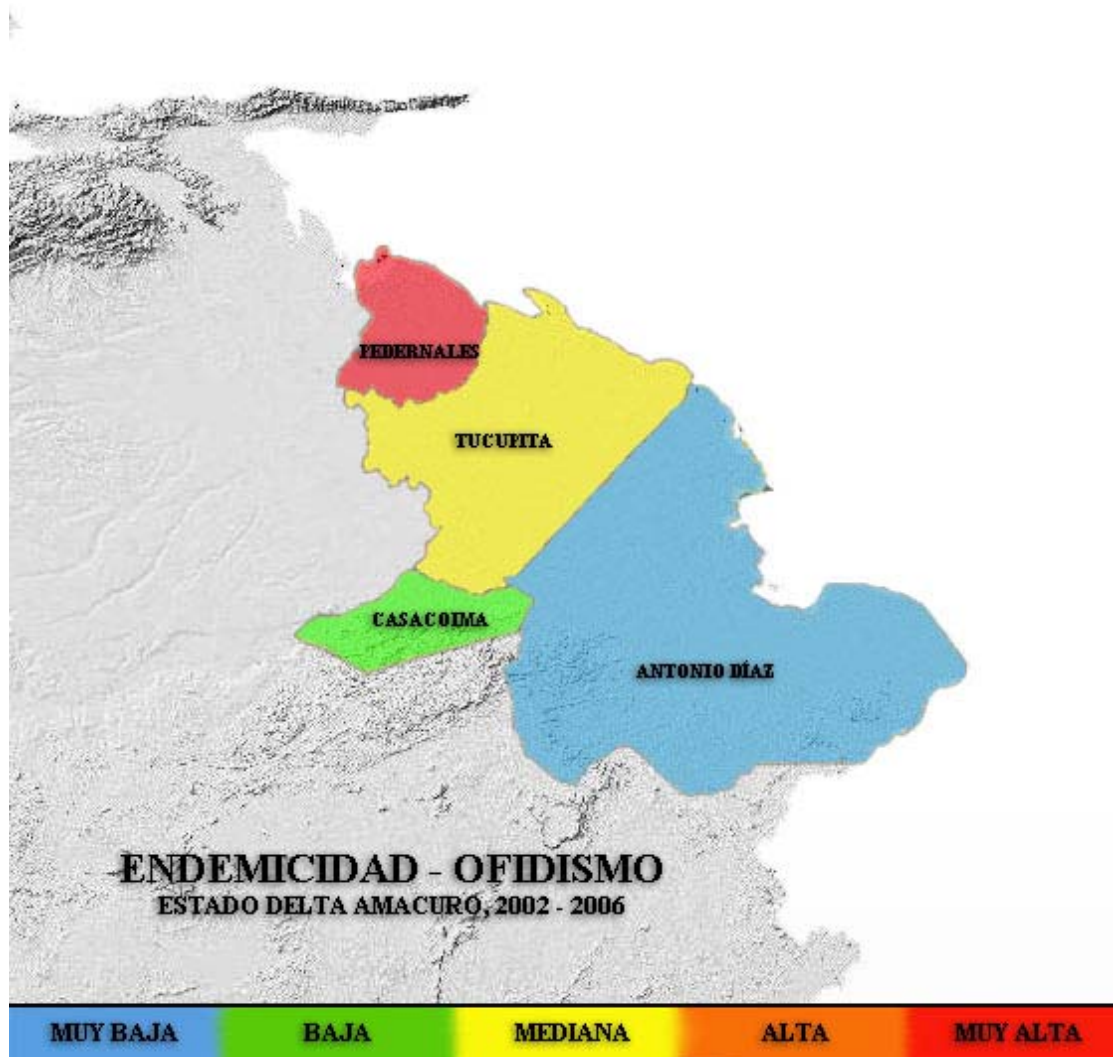 PEDERNALES
TUCUPITA
CASACOIMA
ANTONIO DÍAZ
ENDEMICIDAD - OFIDISMO
ESTADO DELTA AMACURO, 2002 - 2006
MUY BAJA BAJA MEDIANA ALTA MUY ALTA